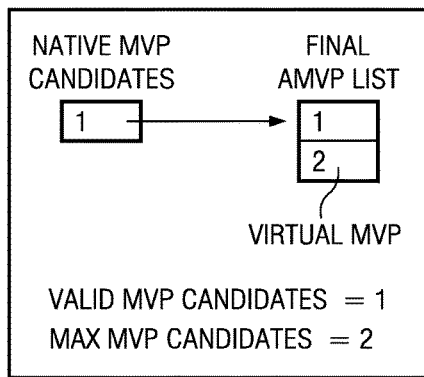 NATIVE MVP
CANDIDATES
1
FINAL
AMVP LIST
1
2
VIRTUAL MVP
VALID MVP CANDIDATES = 1
MAX MVP CANDIDATES = 2